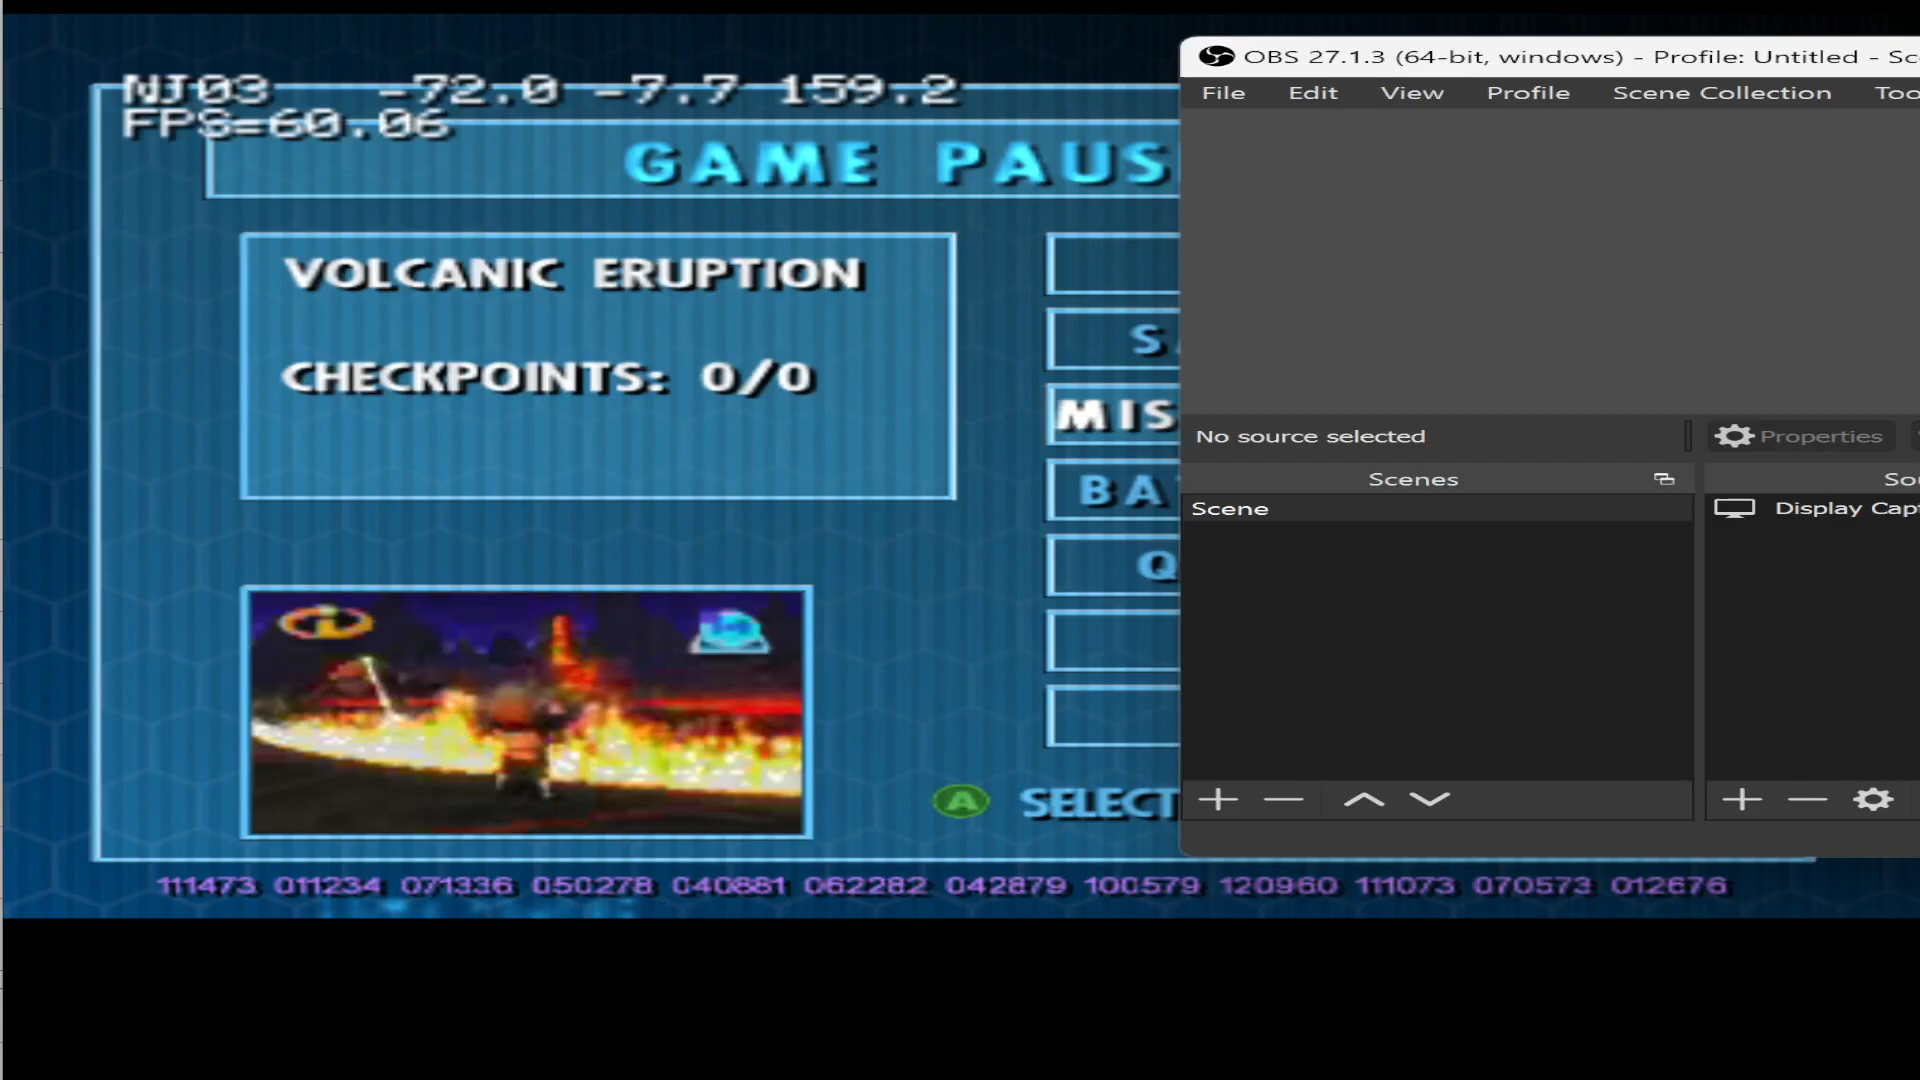 NJ03 -72.0 -7.7 159.2
FPS=60.06
GAME PAUS
VOLCANIC ERUPTION
CHECKPOINTS: 0/0
S
MIS
BA
Q
A SELECT
111473 011234 071336 050278 040881 062282 042879 100579 120960 111073 070573 012676
OBS 27.1.3 (64-bit, windows) - Profile: Untitled - Sc
File Edit View Profile Scene Collection Too
No source selected
Properties
Scenes
Sou
Scene
Display Capt